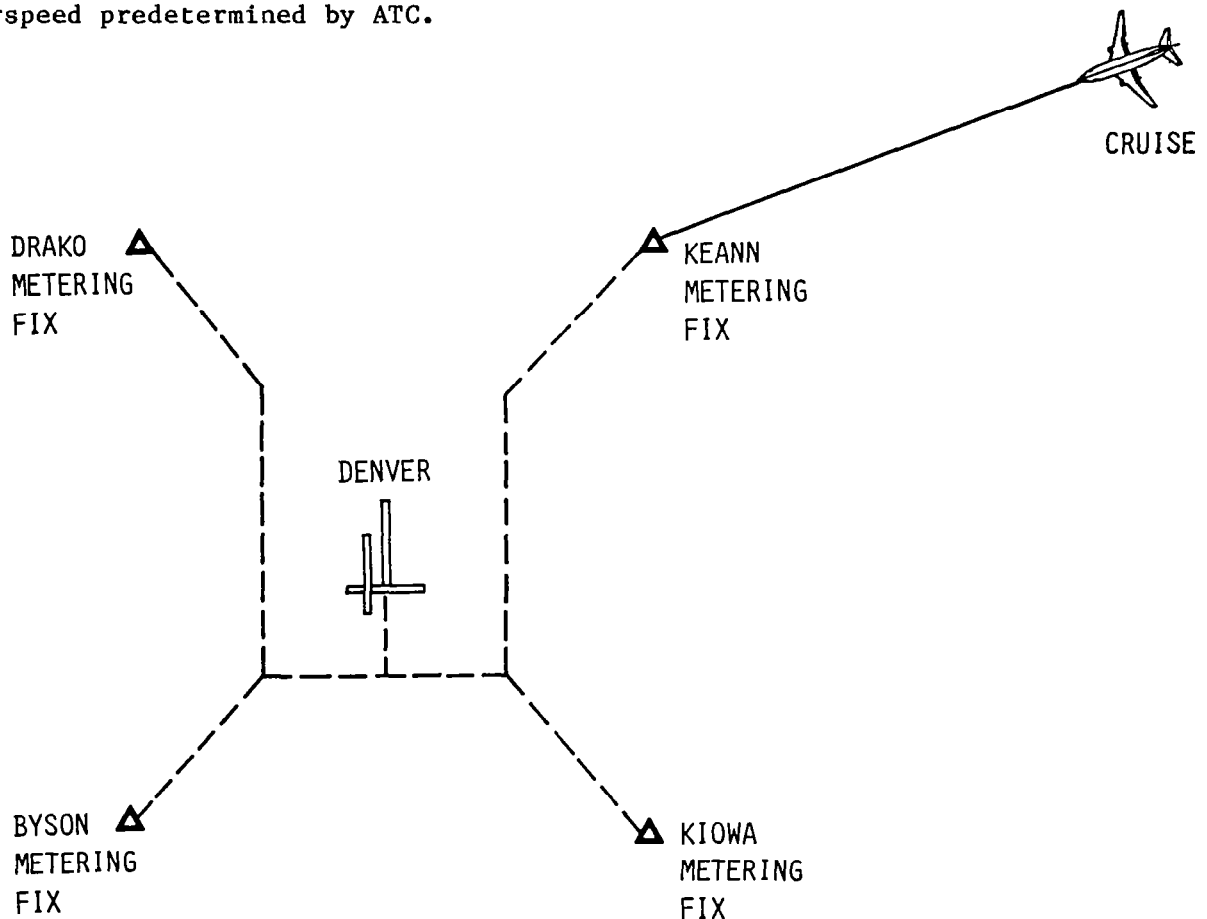 rspeed predetermined by ATC.
CRUISE
DRAKO
METERING
FIX
KEANN
METERING
FIX
DENVER
BYSON
METERING
FIX
KIOWA
METERING
FIX